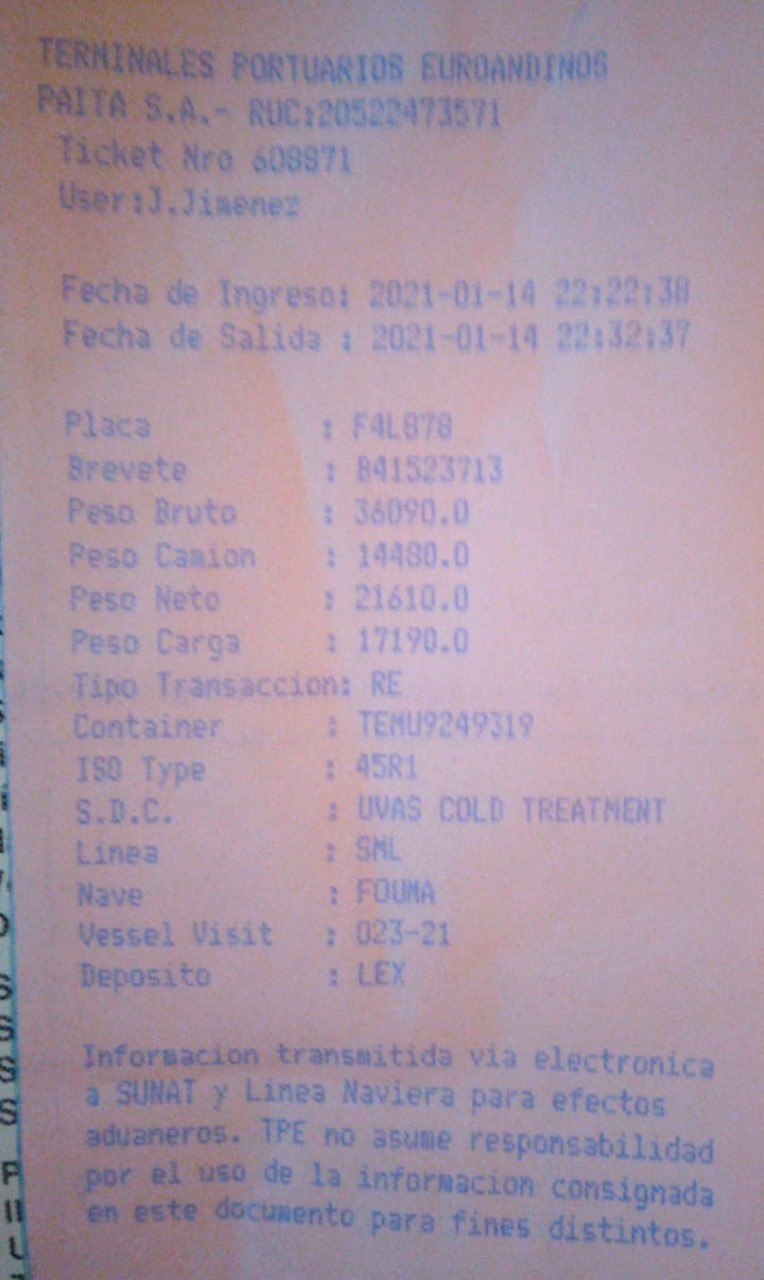 TERMINALES PORTUARIOS EUROANDINOS
PAITA S.A.- RUC:20522473571
Ticket Nro 608871
User:J.Jimenez
Fecha de Ingreso: 2021-01-14 22:22:38
Fecha de Salida : 2021-01-14 22:32:37
Placa : F4L878
Brevete : B41523713
Peso Bruto : 36090.0
Peso Camion : 14480.0
Peso Neto : 21610.0
Peso Carga : 17190.0
Tipo Transaccion: RE
Container : TEMU9249319
ISO Type : 45R1
S.D.C. : UVAS COLD TREATMENT
Linea : SML
Nave : FOUMA
Vessel Visit : 023-21
Deposito : LEX
Informacion transmitida via electronica
a SUNAT y Linea Naviera para efectos
aduaneros. TPE no asume responsabilidad
por el uso de la informacion consignada
en este documento para fines distintos.